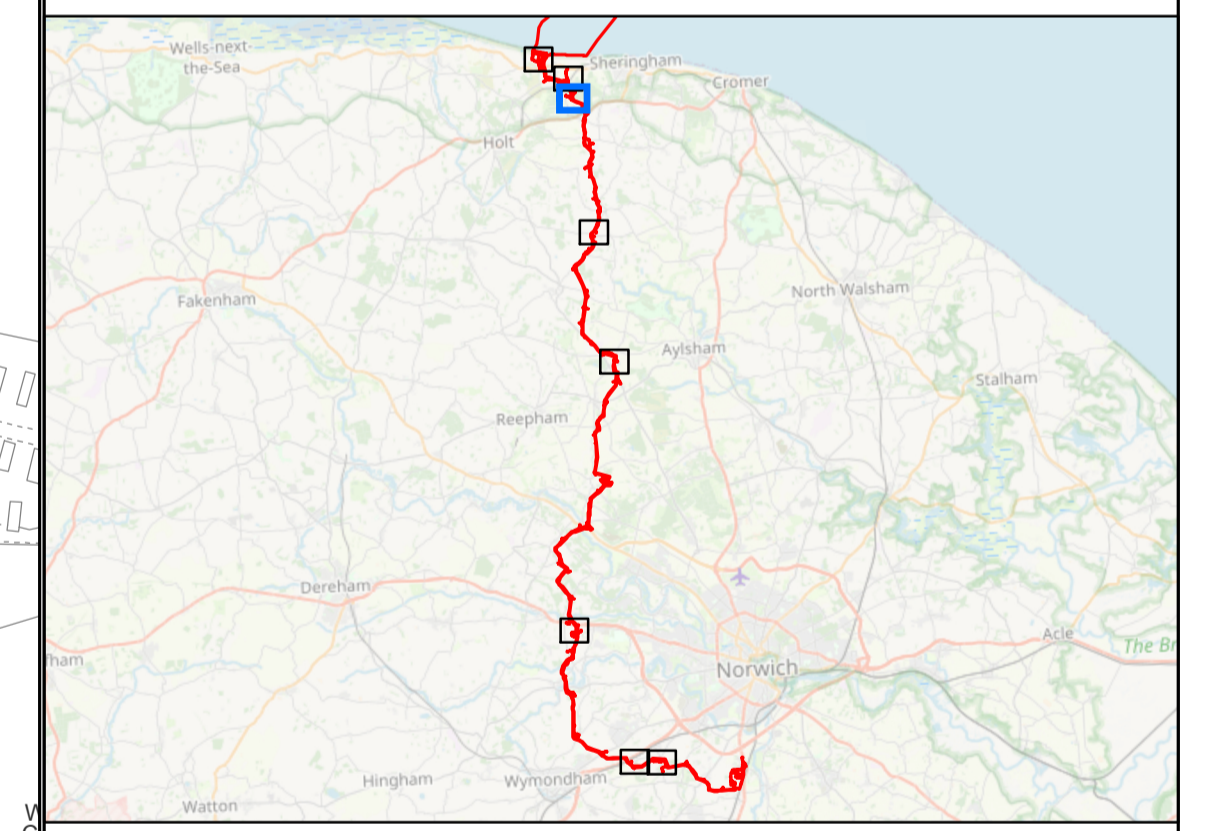 Wells-next-
the-Sea
Sheringham
Cromer
Holt
Fakenham
North Walsham
Aylsham
Stalham
Reepham
Dereham
Acle
The Br
fham
Norwich
Hingham
Wymondham
Watton
W